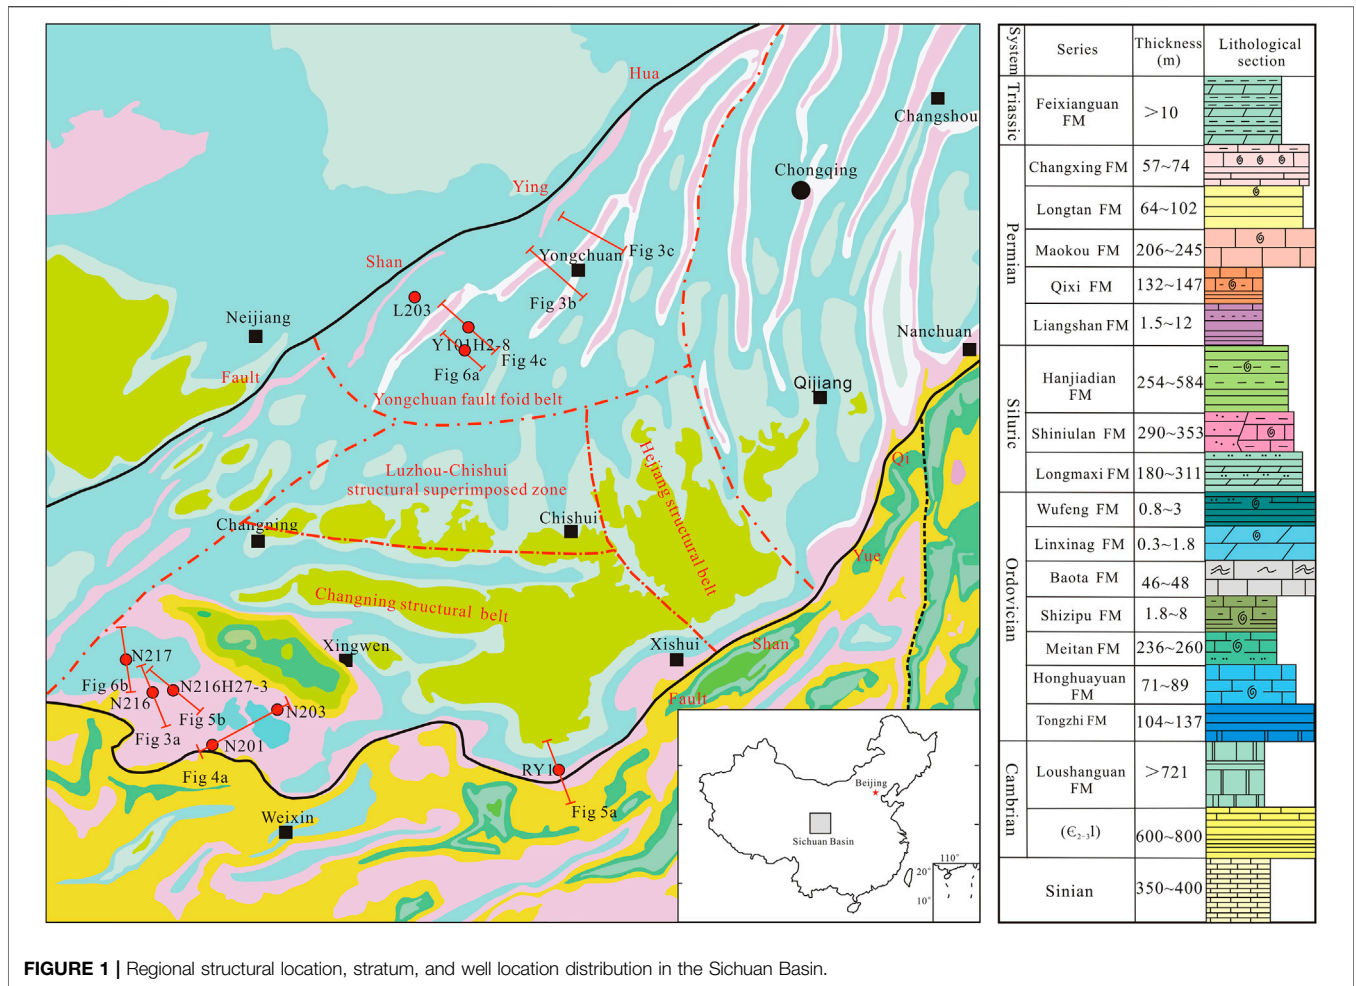 Hua
Changshou
Chongqing
Ying
Yongchuan
Fig 3c
Shan
Fig 3b
L203
Neijiang
Nanchuan
Y101H2-8
Fig 4c
Fig 6a
Fault
Qijiang
Yongchuan fault foid belt
Luzhou-Chishui
structural superimposed zone
Hejiang structural belt
Qi
Changning
Chishui
Yue
Changning structural belt
Xingwen
Xishui
Shan
N217
Fig 6b
N216H27-3
N216
Fig 5b
N203
Fault
Fig 3a
N201
Fig 4a
RY1
Fig 5a
Weixin
Beijing
Sichuan Basin
110°
20°
10°
System
Series
Thickness
(m)
Lithological
section
Triassic
Feixianguan
FM
>10
Permian
Changxing FM
57~74
Longtan FM
64~102
Maokou FM
206~245
Qixi FM
132~147
Liangshan FM
1.5~12
Siluric
Hanjiadian
FM
254~584
Shiniulan FM
290~353
Longmaxi FM
180~311
Ordovician
Wufeng FM
0.8~3
Linxinag FM
0.3~1.8
Baota FM
46~48
Shizipu FM
1.8~8
Meitan FM
236~260
Honghuayuan
FM
71~89
Tongzhi FM
104~137
Cambrian
Loushanguan
FM
>721
(Є₂₋₃l)
600~800
Sinian
350~400
FIGURE 1 | Regional structural location, stratum, and well location distribution in the Sichuan Basin.